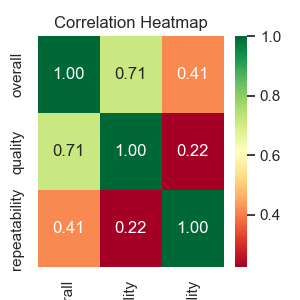 Correlation Heatmap
overall 1.00 0.71 0.41
quality 0.71 1.00 0.22
repeatability 0.41 0.22 1.00
rall lity lity
1.0
0.8
0.6
0.4